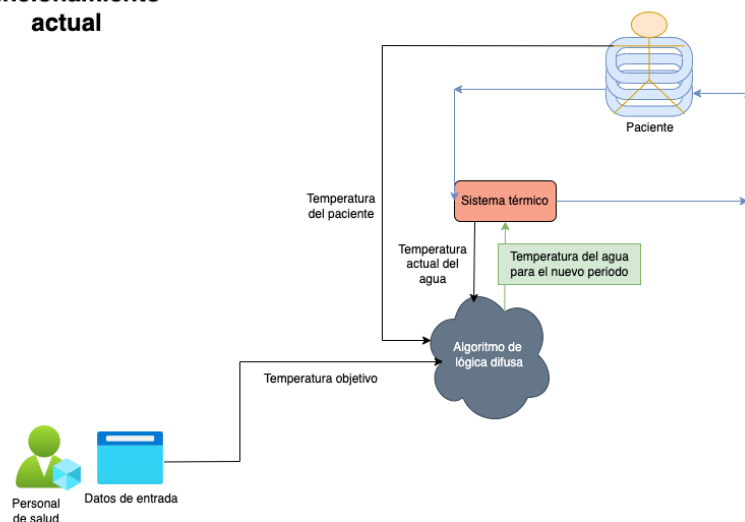 actual
Paciente
Temperatura
del paciente
Sistema térmico
Temperatura
actual del
agua
Temperatura del agua
para el nuevo periodo
Algoritmo de
lógica difusa
Temperatura objetivo
Personal
de salud
Datos de entrada